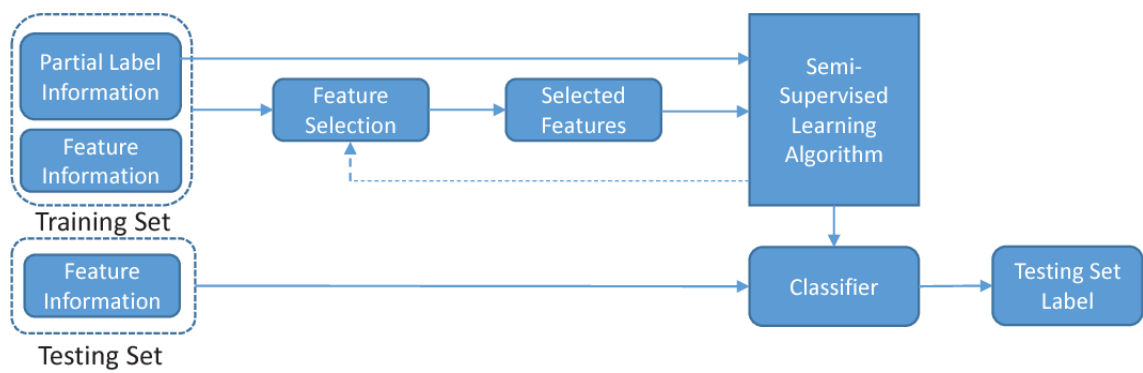 Partial Label
Information
Feature
Information
Training Set
Feature
Selection
Selected
Features
Semi-
Supervised
Learning
Algorithm
Feature
Information
Testing Set
Classifier
Testing Set
Label